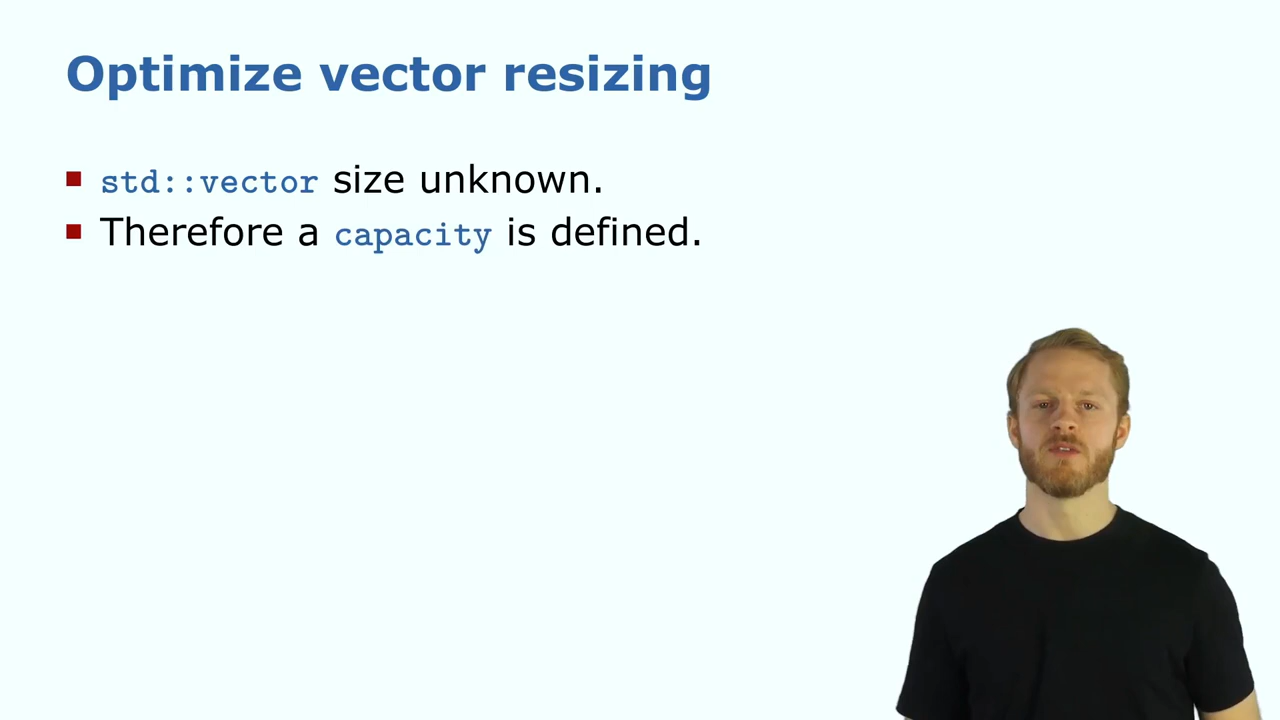 Optimize vector resizing
std::vector size unknown.
Therefore a capacity is defined.